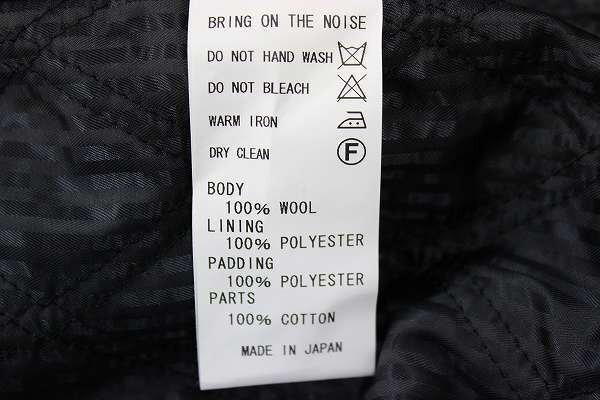 BRING ON THE NOISE
DO NOT HAND WASH
DO NOT BLEACH
WARM IRON
DRY CLEAN F
BODY
100% WOOL
LINING
100% POLYESTER
PADDING
100% POLYESTER
PARTS
100% COTTON
MADE IN JAPAN